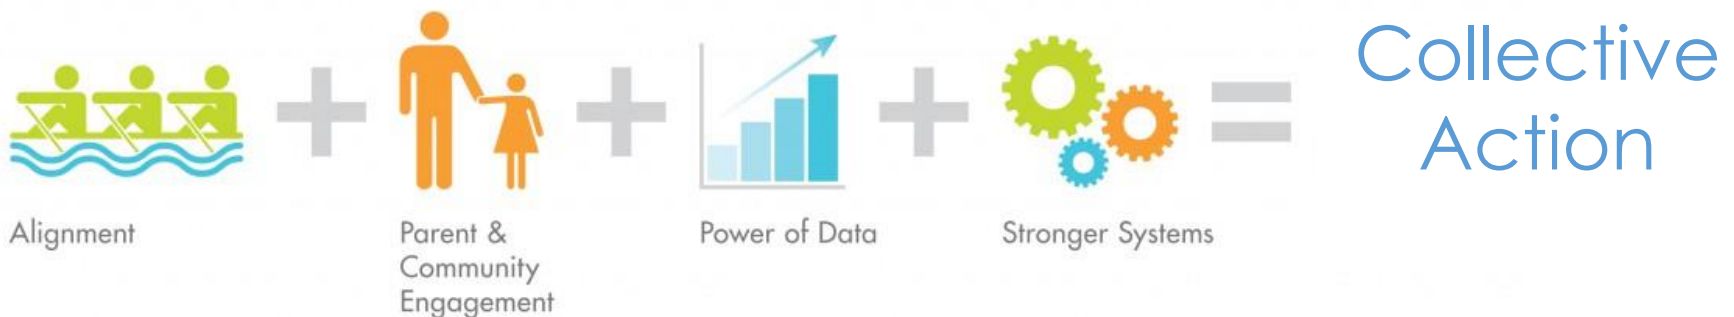 Collective
Action
Alignment
Parent &
Community
Engagement
Power of Data
Stronger Systems